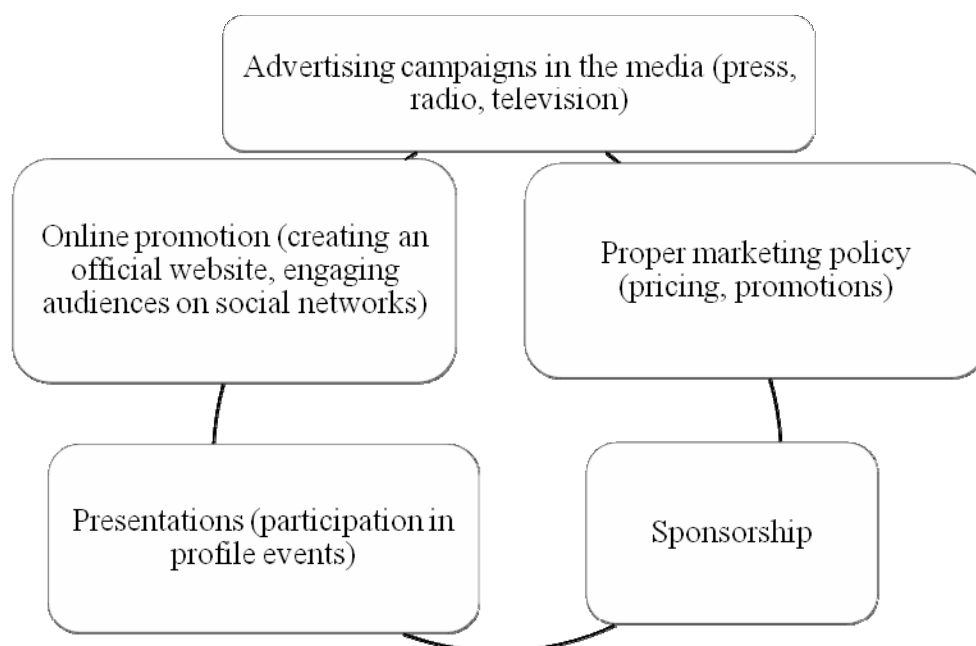 Advertising campaigns in the media (press,
radio, television)
Online promotion (creating an
official website, engaging
audiences on social networks)
Proper marketing policy
(pricing, promotions)
Presentations (participation in
profile events)
Sponsorship